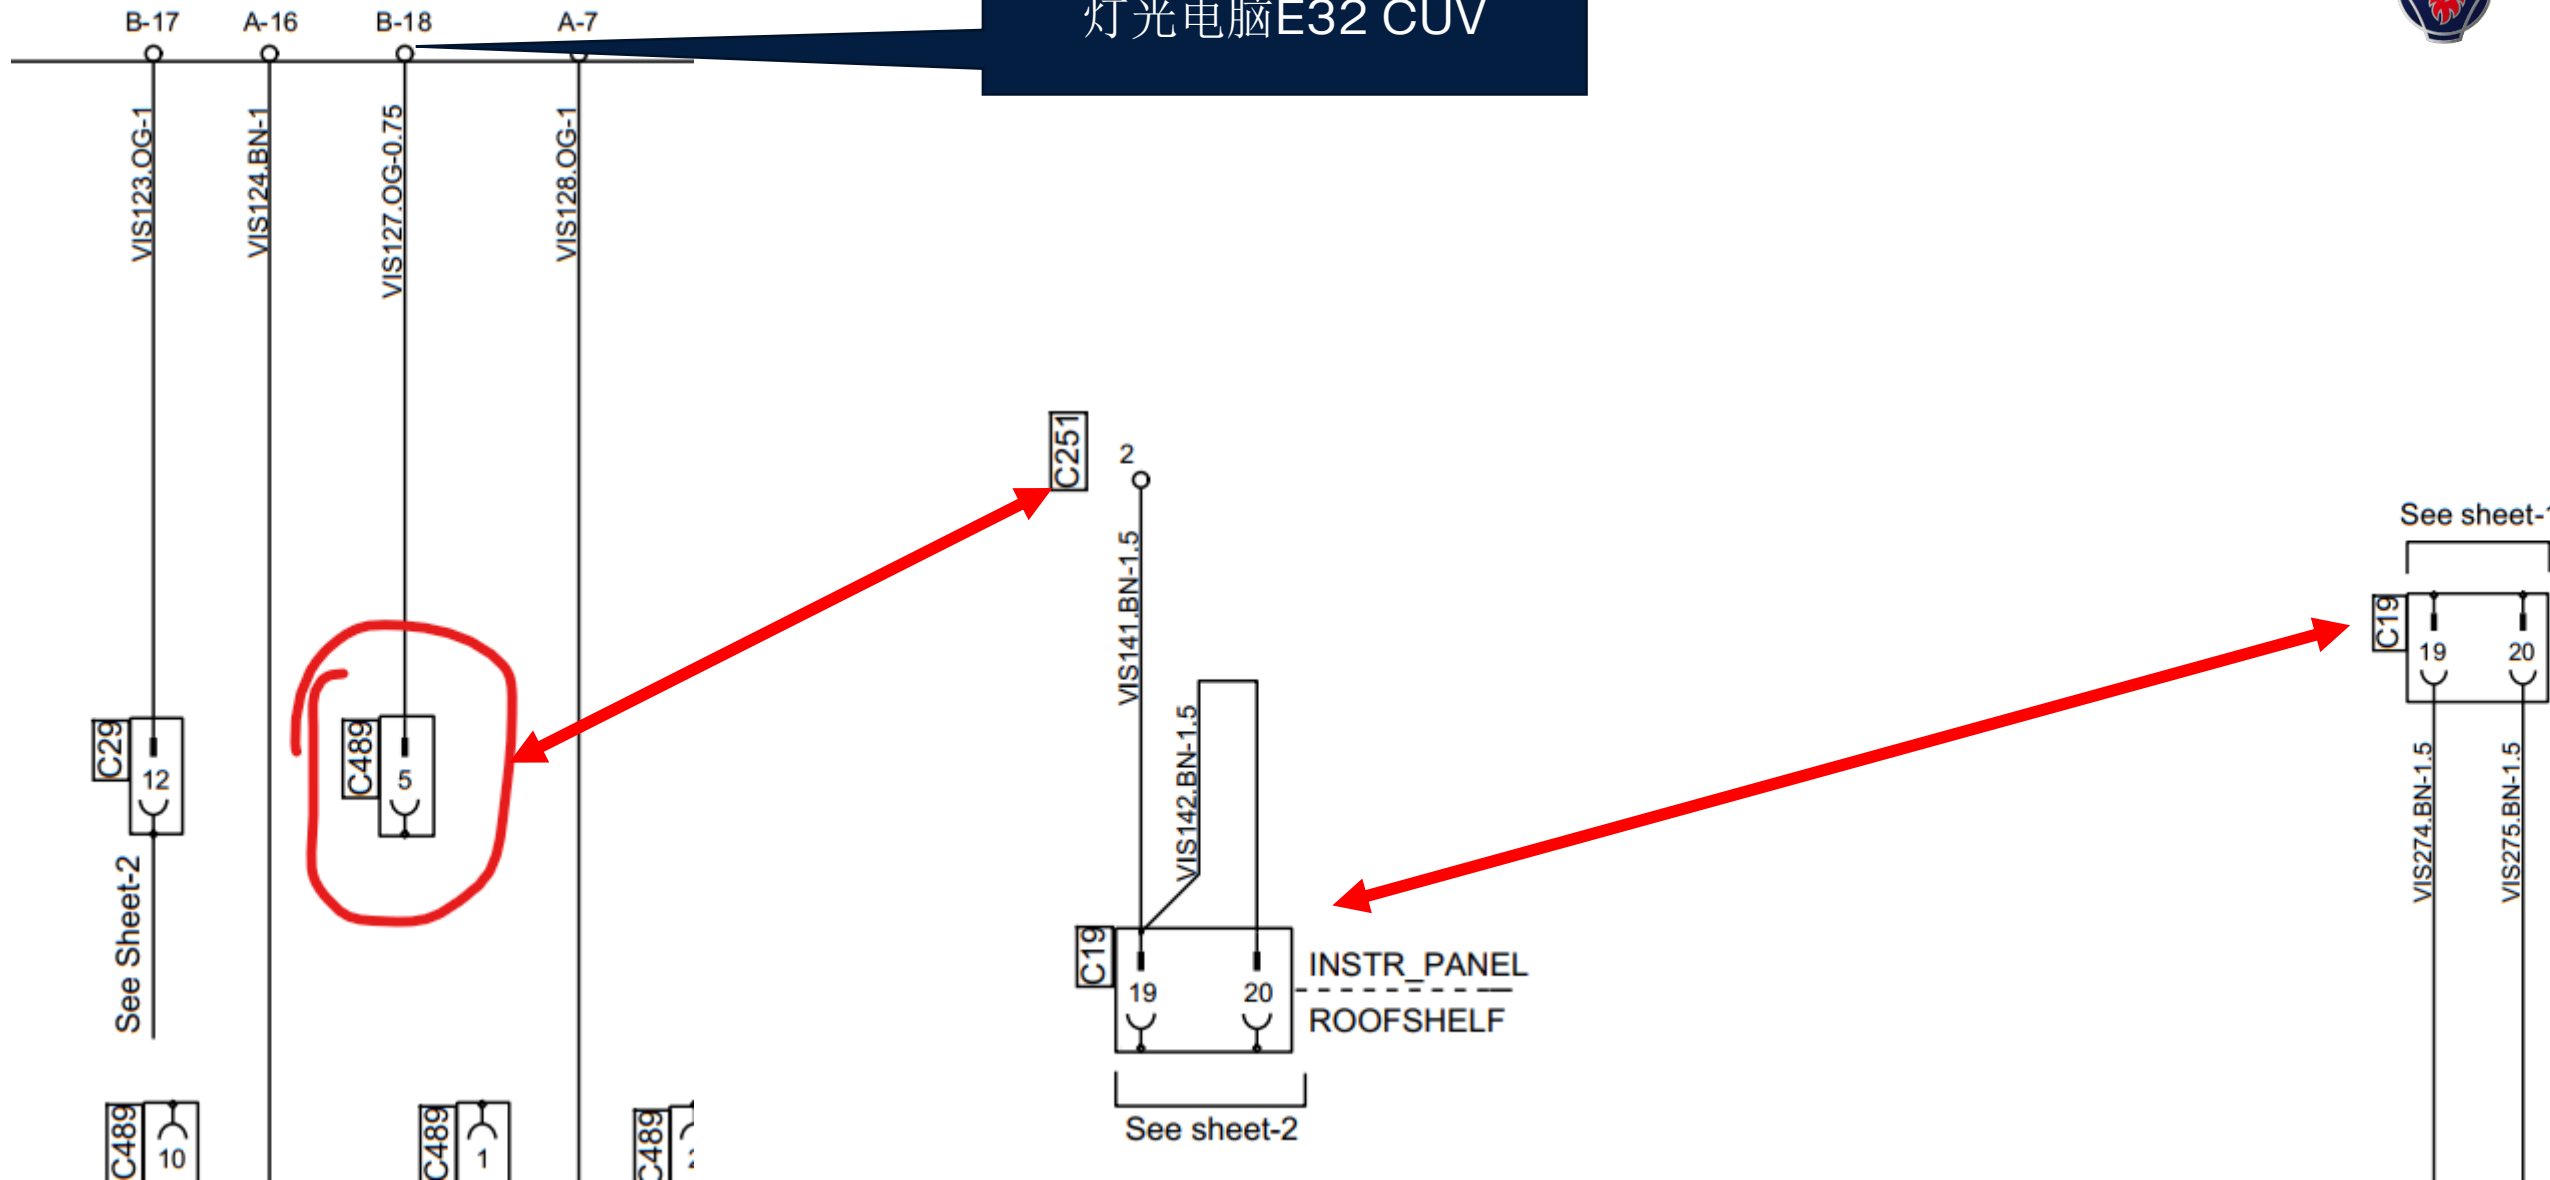 灯光电脑E32 CUV
B-17
A-16
B-18
A-7
VIS123.OG-1
VIS124.BN-1
VIS127.OG-0.75
VIS128.OG-1
C29
12
See Sheet-2
C489
5
C489
10
C489
1
C489
C251
2
VIS141.BN-1.5
VIS142.BN-1.5
C19
19
20
INSTR_PANEL
ROOFSHELF
See sheet-2
See sheet-1
C19
19
20
VIS274.BN-1.5
VIS275.BN-1.5